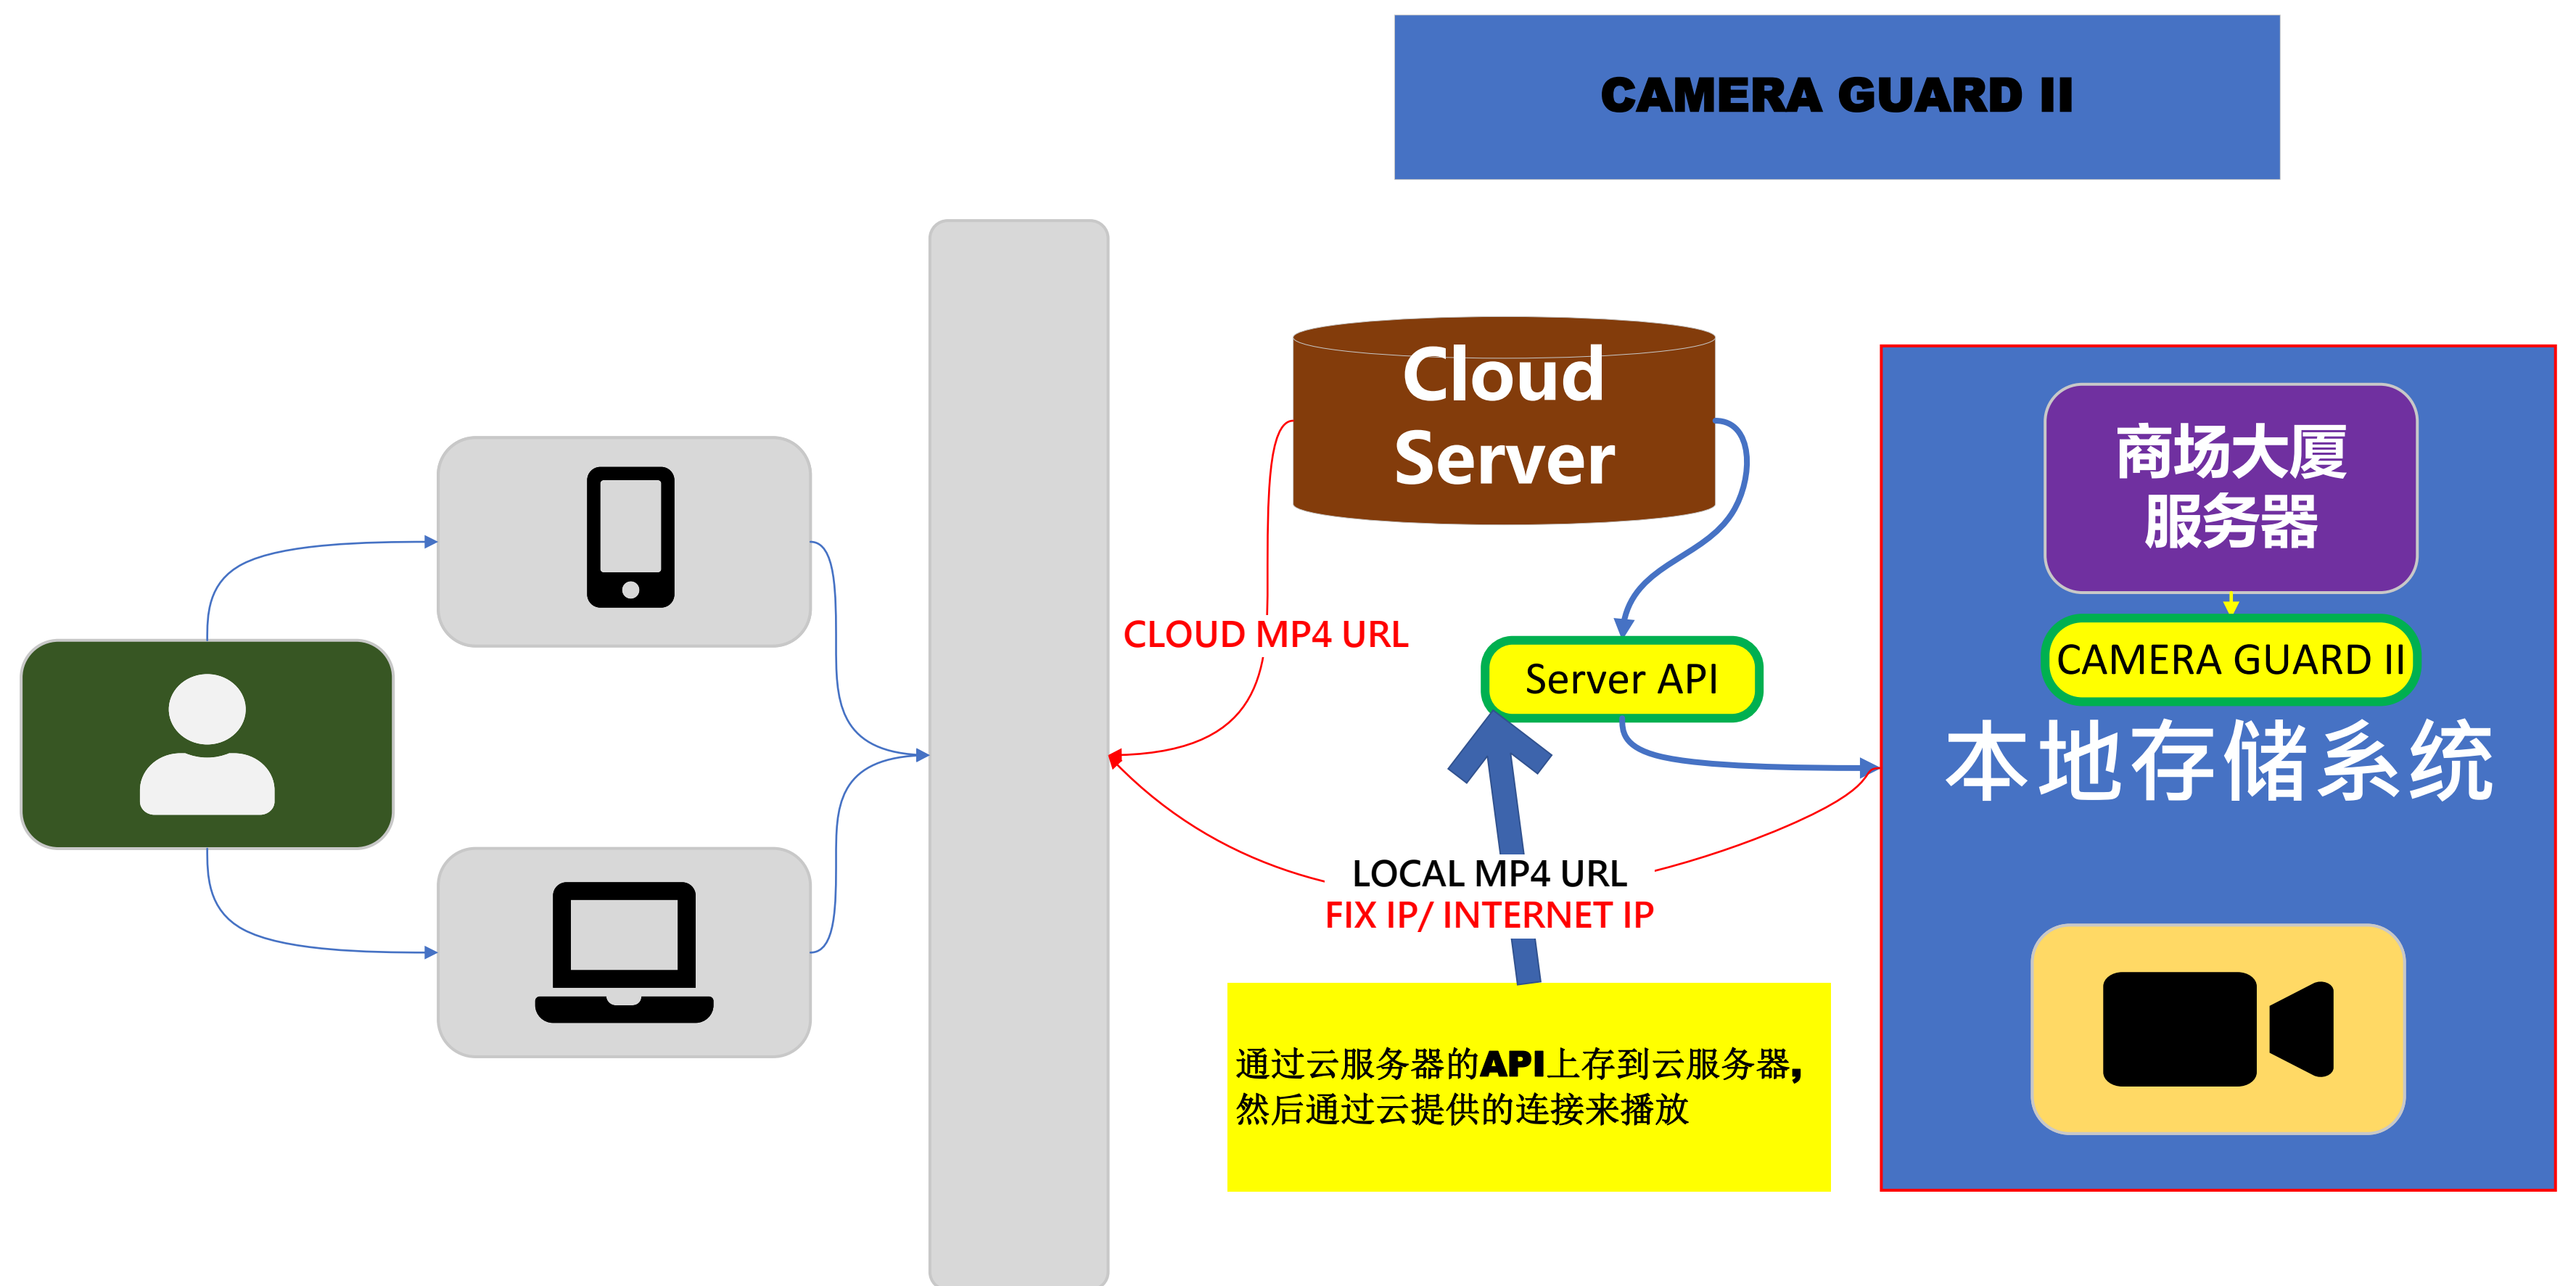 CAMERA GUARD II
Cloud
Server
商场大厦
服务器
CLOUD MP4 URL
Server API
CAMERA GUARD II
本地存储系统
LOCAL MP4 URL
FIX IP/ INTERNET IP
通过云服务器的API上存到云服务器,
然后通过云提供的连接来播放